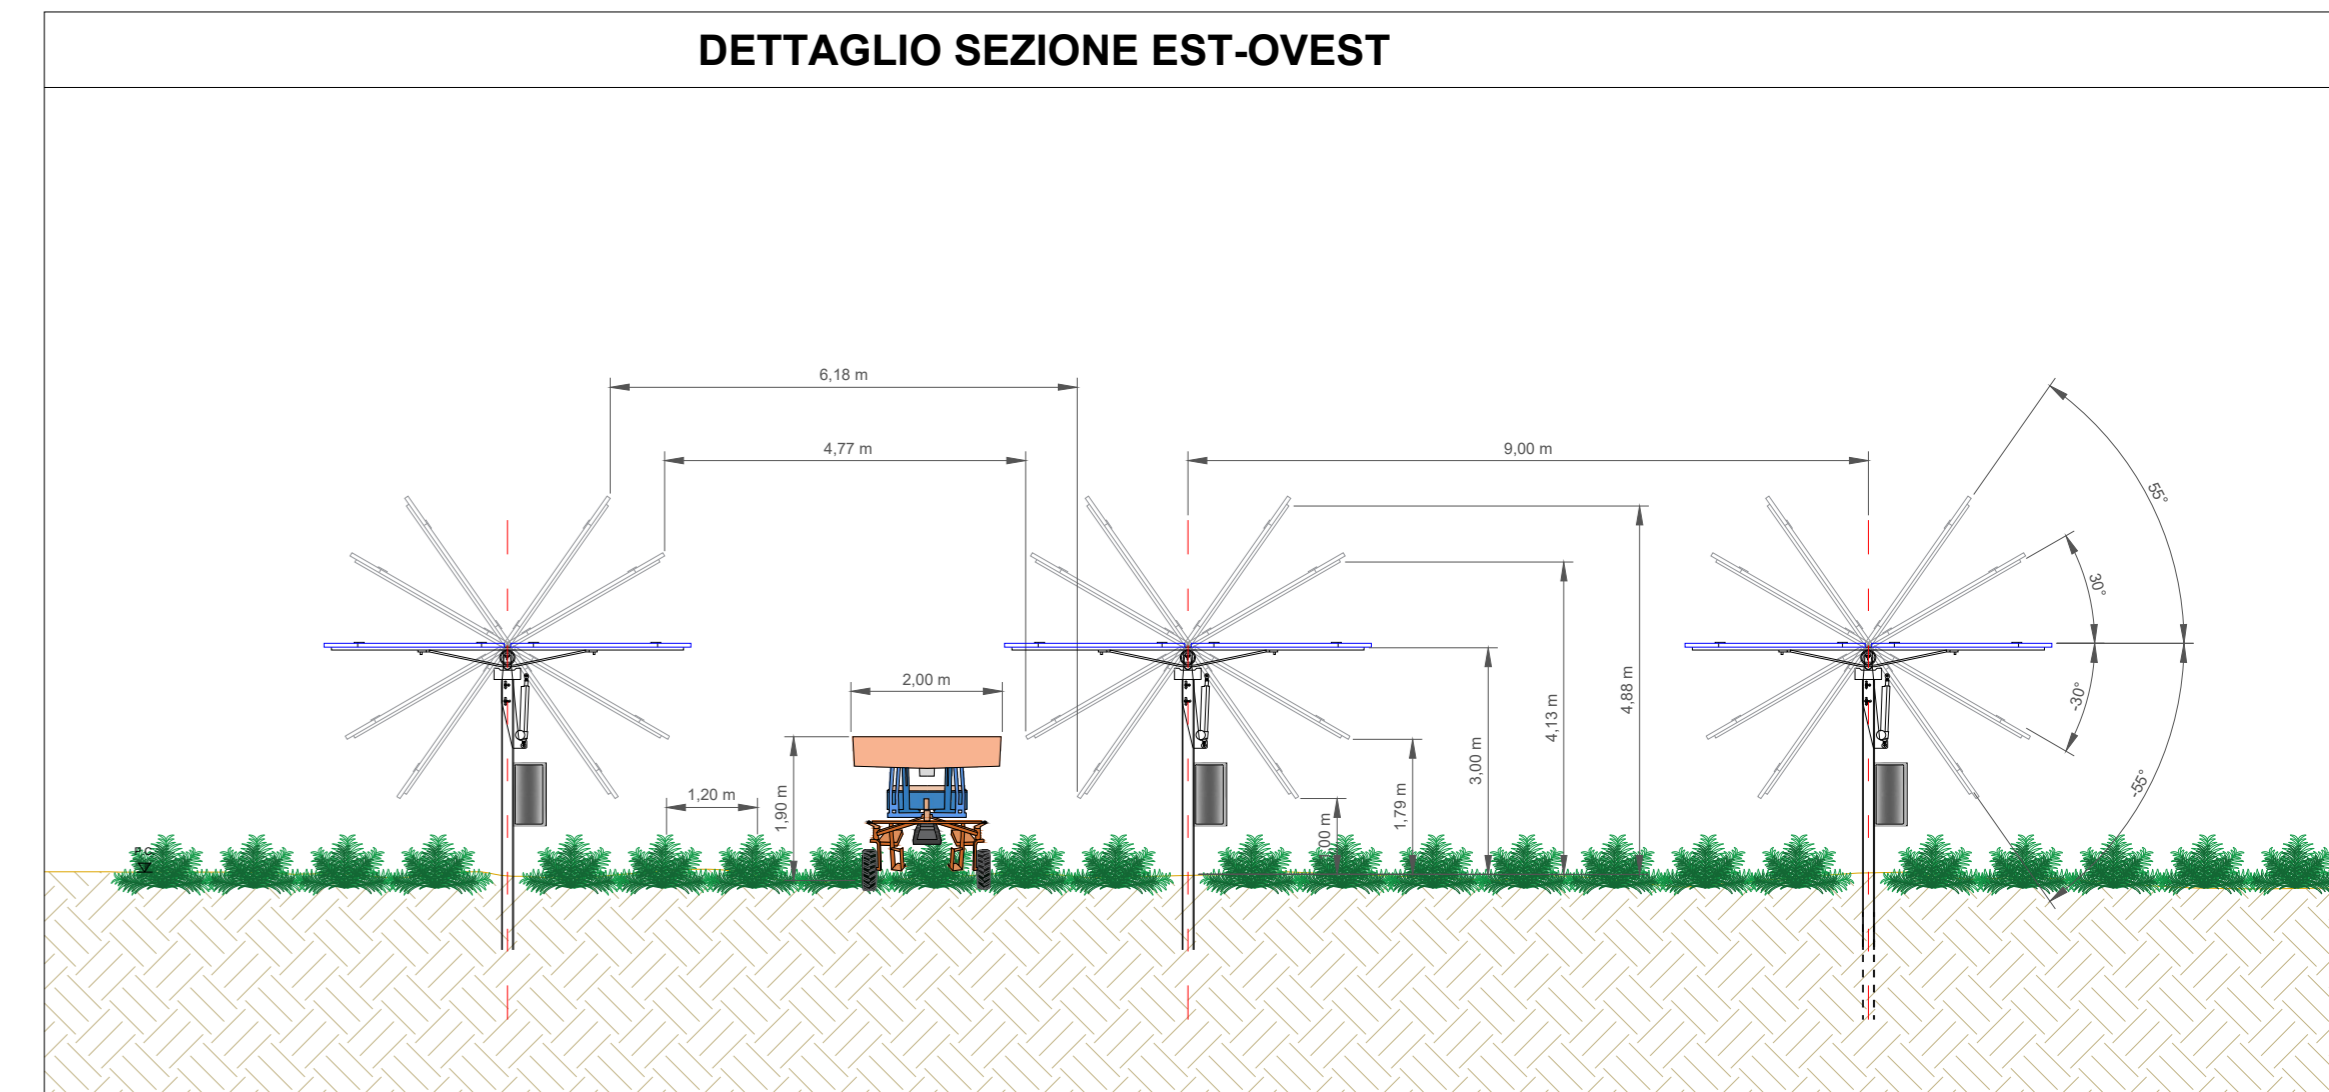 DETTAGLIO SEZIONE EST-OVEST
6,18 m
4,77 m
9,00 m
55°
30°
-30°
-55°
2,00 m
1,20 m
1,90 m
4,88 m
4,13 m
3,00 m
1,79 m
,00 m
P.C.